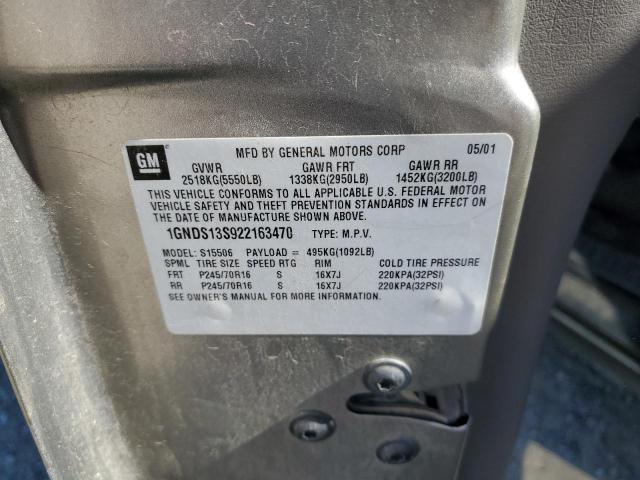 GM MFD BY GENERAL MOTORS CORP 05/01
GVWR GAWR FRT GAWR RR
2518KG(5550LB) 1338KG(2950LB) 1452KG(3200LB)
THIS VEHICLE CONFORMS TO ALL APPLICABLE U.S. FEDERAL MOTOR
VEHICLE SAFETY AND THEFT PREVENTION STANDARDS IN EFFECT ON
THE DATE OF MANUFACTURE SHOWN ABOVE.
1GNDS13S922163470 TYPE: M.P.V.
MODEL: S15506 PAYLOAD = 495KG(1092LB)
SPML TIRE SIZE SPEED RTG RIM COLD TIRE PRESSURE
FRT P245/70R16 S 16X7J 220KPA(32PSI)
RR P245/70R16 S 16X7J 220KPA(32PSI)
SEE OWNER'S MANUAL FOR MORE INFORMATION.